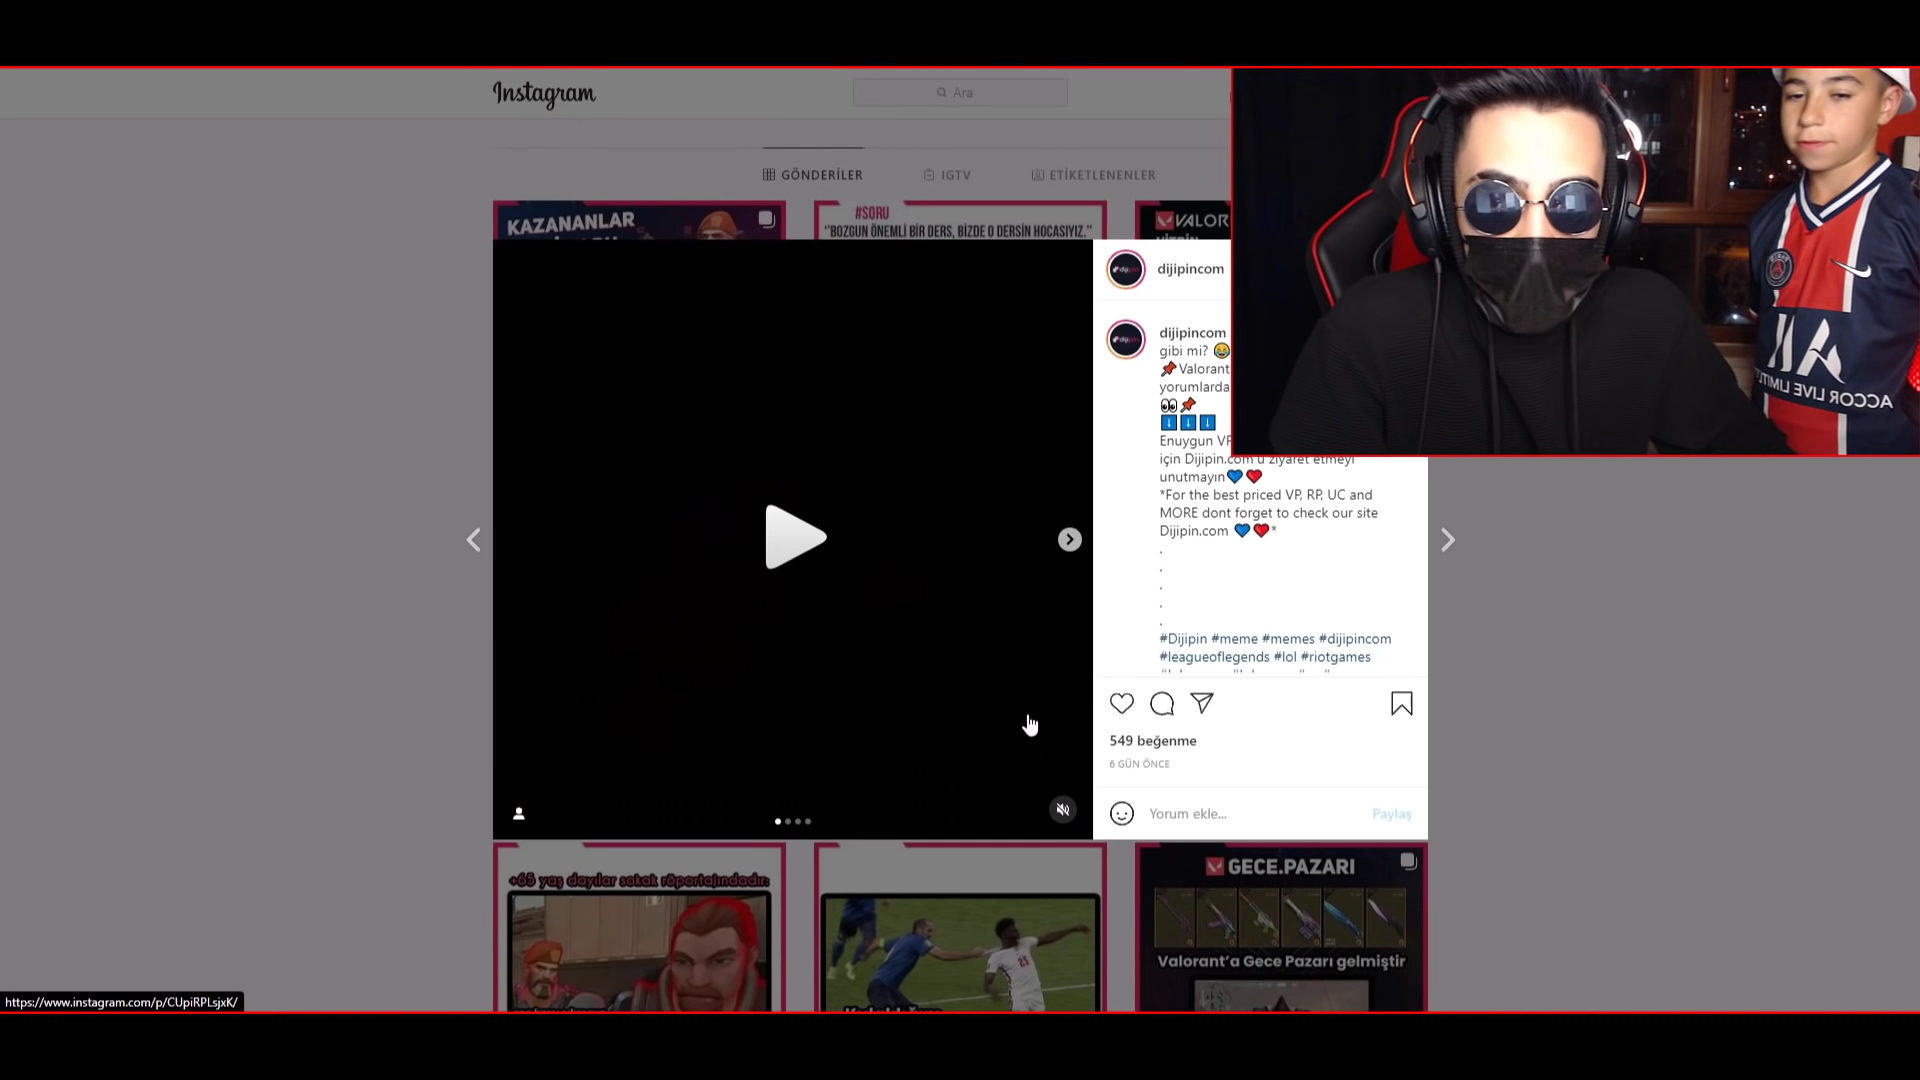 Instagram
Ara
GÖNDERİLER
IGTV
ETİKETLENENLER
KAZANANLAR
#SORU
"BOZGUN ÖNEMLİ BİR DERS, BİZDE O DERSİN HOCASIYIZ."
VALOR
dijipincom
dijipincom
gibi mi? 😂
📌Valorant
yorumlarda
👀📌
⬇️⬇️⬇️
Enuygun VP
için Dijipin.com'u ziyaret etmeyi
unutmayın💙❤️
*For the best priced VP, RP, UC and
MORE dont forget to check our site
Dijipin.com 💙❤️*
.
.
.
.
.
#Dijipin #meme #memes #dijipincom
#leagueoflegends #lol #riotgames
549 beğenme
6 GÜN ÖNCE
Yorum ekle...
Paylaş
ACCOR LIVE LIMITL
+65 yaş dayılar sokak röportajındadır:
GECE.PAZARI
Valorant'a Gece Pazarı gelmiştir
23
https://www.instagram.com/p/CUpiRPLsjxK/